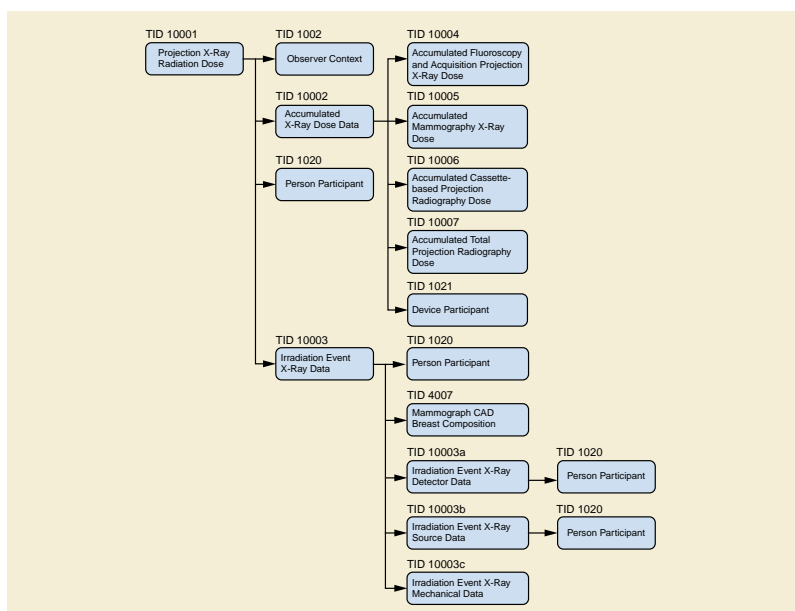 TID 10001
Projection X-Ray
Radiation Dose
TID 1002
Observer Context
TID 10002
Accumulated
X-Ray Dose Data
TID 1020
Person Participant
TID 10004
Accumulated Fluoroscopy
and Acquisition Projection
X-Ray Dose
TID 10005
Accumulated
Mammography X-Ray
Dose
TID 10006
Accumulated Cassette-
based Projection
Radiography Dose
TID 10007
Accumulated Total
Projection Radiography
Dose
TID 1021
Device Participant
TID 10003
Irradiation Event
X-Ray Data
TID 1020
Person Participant
TID 4007
Mammograph CAD
Breast Composition
TID 10003a
Irradiation Event X-Ray
Detector Data
TID 1020
Person Participant
TID 10003b
Irradiation Event X-Ray
Source Data
TID 1020
Person Participant
TID 10003c
Irradiation Event X-Ray
Mechanical Data